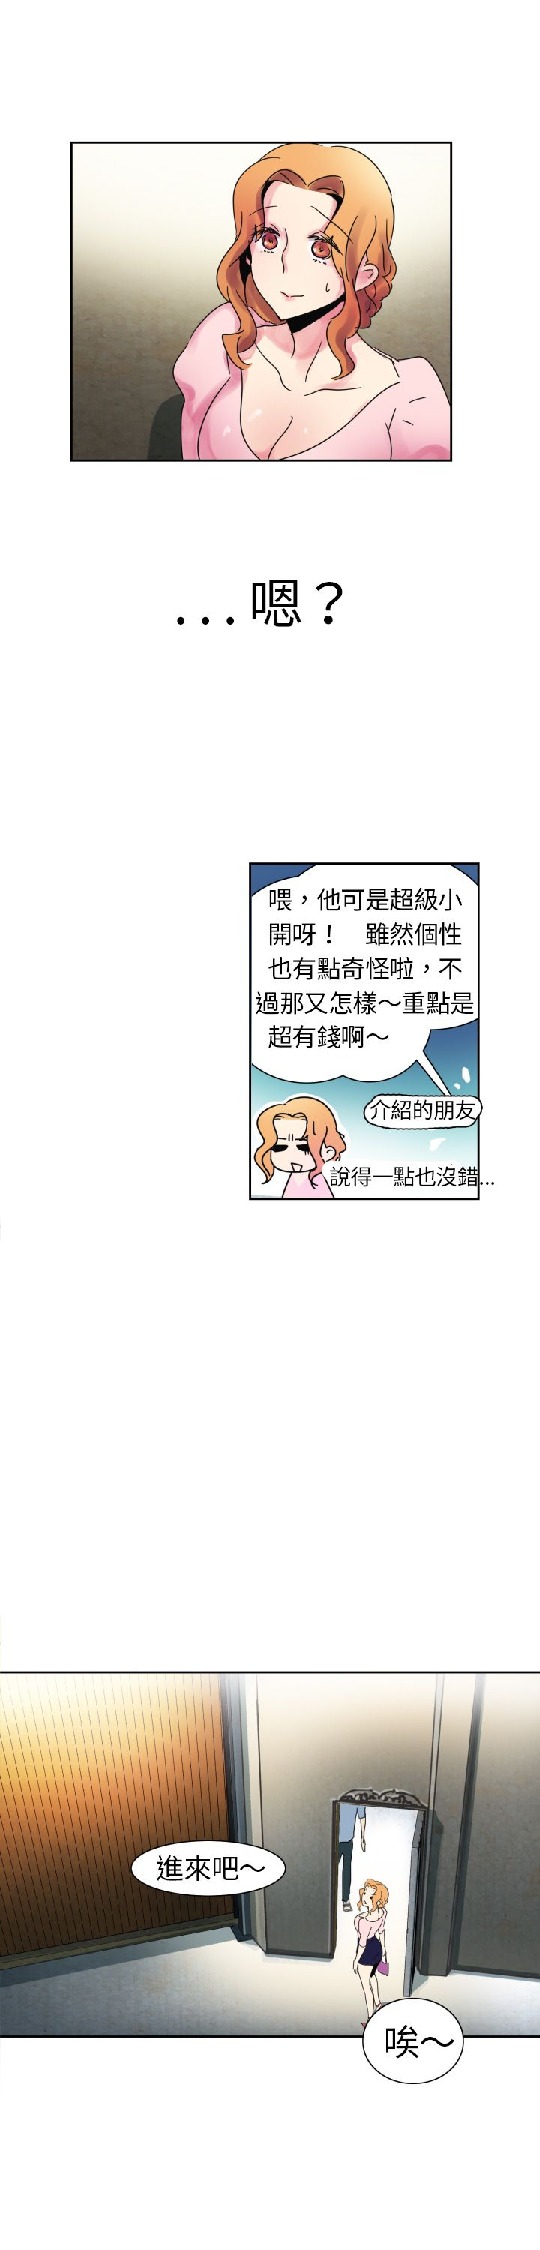 ...嗯？
喂，他可是超級小
開呀！　雖然個性
也有點奇怪啦，不
過那又怎樣～重點是
超有錢啊～
介紹的朋友
說得一點也沒錯...
進來吧～
唉～